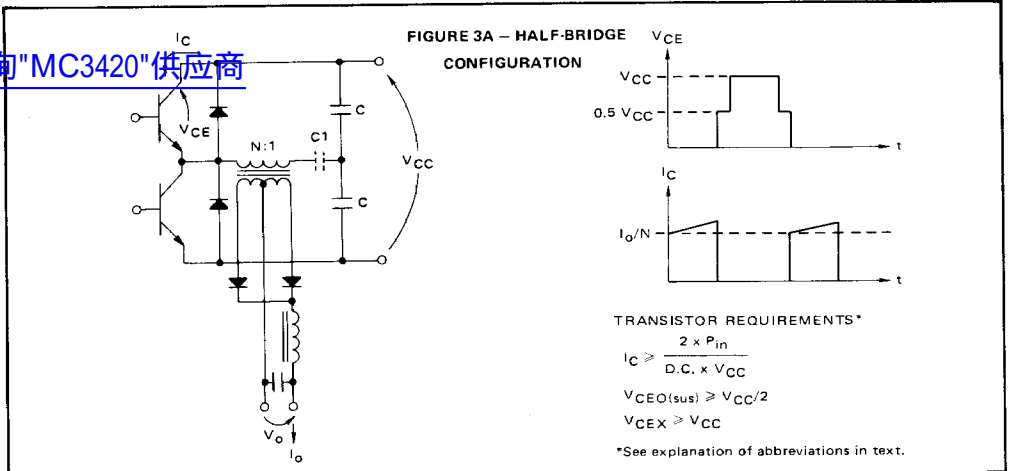 FIGURE 3A – HALF-BRIDGE
CONFIGURATION
询"MC3420"供应商
IC
VCE
N:1
C1
C
C
VCC
Vo
Io
VCE
VCC
0.5 VCC
t
IC
Io/N
t
TRANSISTOR REQUIREMENTS*
IC ⩾ 2 x Pin / D.C. x VCC
VCEO(sus) ⩾ VCC/2
VCEX ⩾ VCC
*See explanation of abbreviations in text.